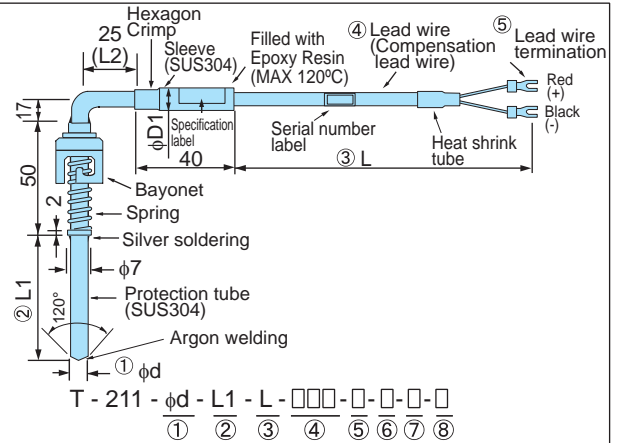 Hexagon
Crimp
25
(L2)
Sleeve
(SUS304)
Filled with
Epoxy Resin
(MAX 120ºC)
④ Lead wire
(Compensation
lead wire)
⑤ Lead wire
termination
Red
(+)
Black
(-)
17
ϕD1
Specification
label
Serial number
label
Heat shrink
tube
40
③ L
50
2
Bayonet
Spring
Silver soldering
ϕ7
② L1
120°
Protection tube
(SUS304)
Argon welding
① ϕd
T - 211 - ϕd - L1 - L - □□□ - □ - □ - □ - □
① ② ③ ④ ⑤ ⑥ ⑦ ⑧